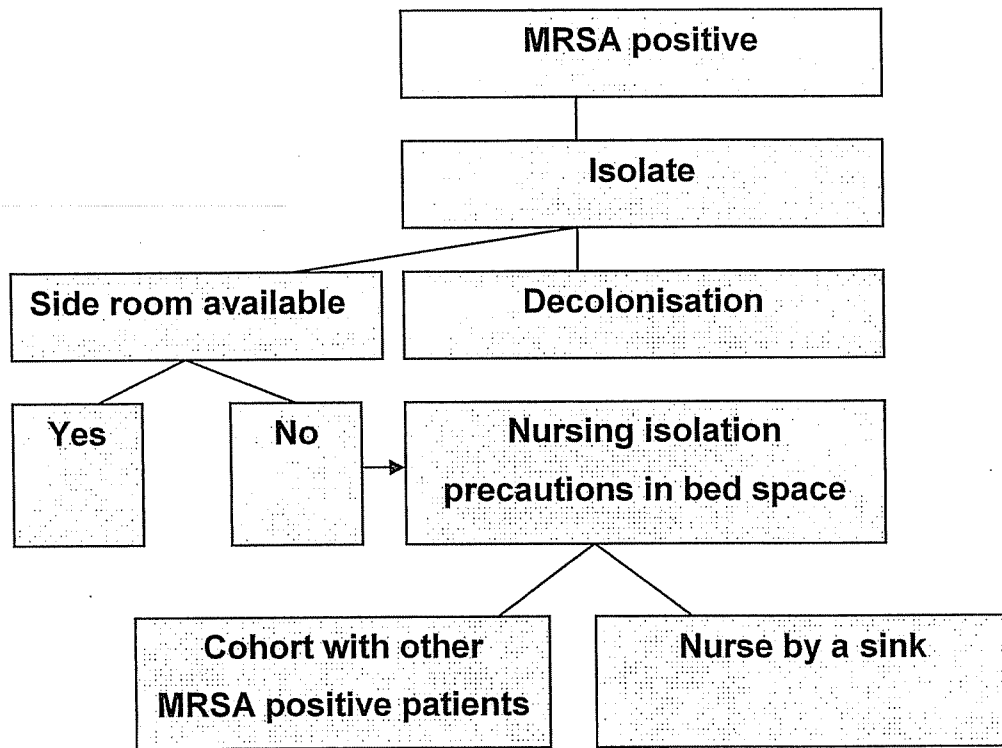 MRSA positive
Isolate
Side room available
Decolonisation
Yes
No
Nursing isolation
precautions in bed space
Cohort with other
MRSA positive patients
Nurse by a sink